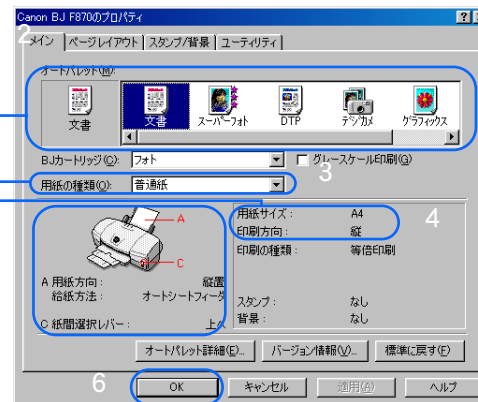 Canon BJ F870のプロパティ
2
メイン ページレイアウト スタンプ/背景 ユーティリティ
オートパレット(M):
文書 文書 スーパーフォト DTP デジカメ グラフィックス
BJカートリッジ(C): フォト グレースケール印刷(G)
3
用紙の種類(Q): 普通紙
A
C
用紙サイズ: A4
4
印刷方向: 縦
印刷の種類: 等倍印刷
A 用紙方向: 縦置
給紙方法: オートシートフィーダ
スタンプ: なし
C 紙間選択レバー: 上へ
背景: なし
オートパレット詳細(E)... バージョン情報(V)... 標準に戻す(F)
6
OK キャンセル 適用(A) ヘルプ